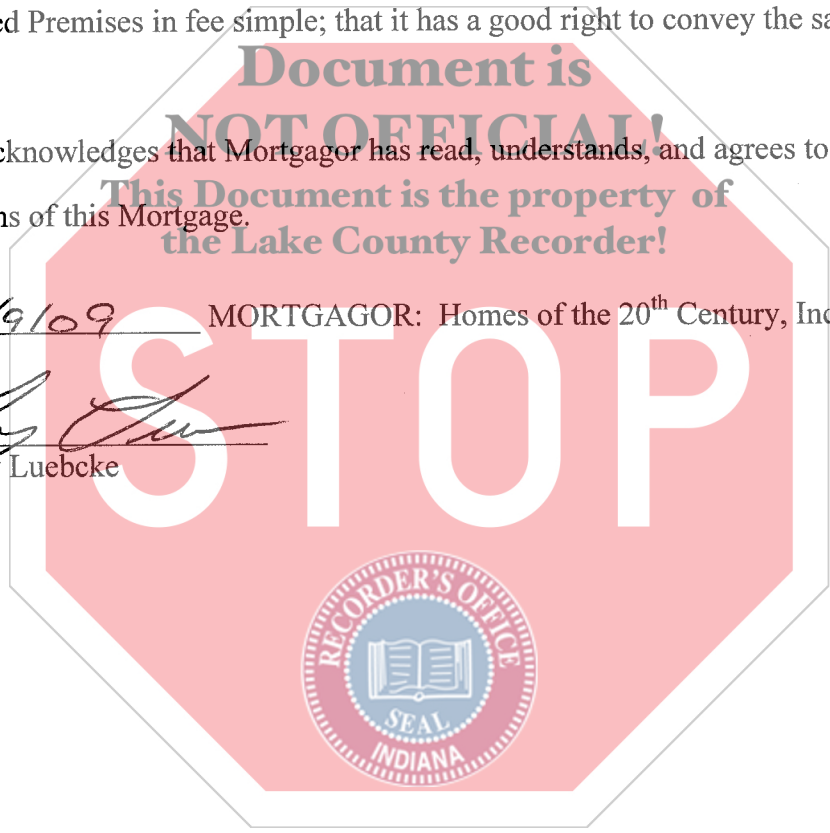 ed Premises in fee simple; that it has a good right to convey the sa
Document is
NOT OFFICIAL!
cknowledges that Mortgagor has read, understands, and agrees to
This Document is the property of
ns of this Mortgage.
the Lake County Recorder!
/9/09 MORTGAGOR: Homes of the 20th Century, Inc
STOP
Luebcke
RECORDER'S OFFICE
SEAL
INDIANA